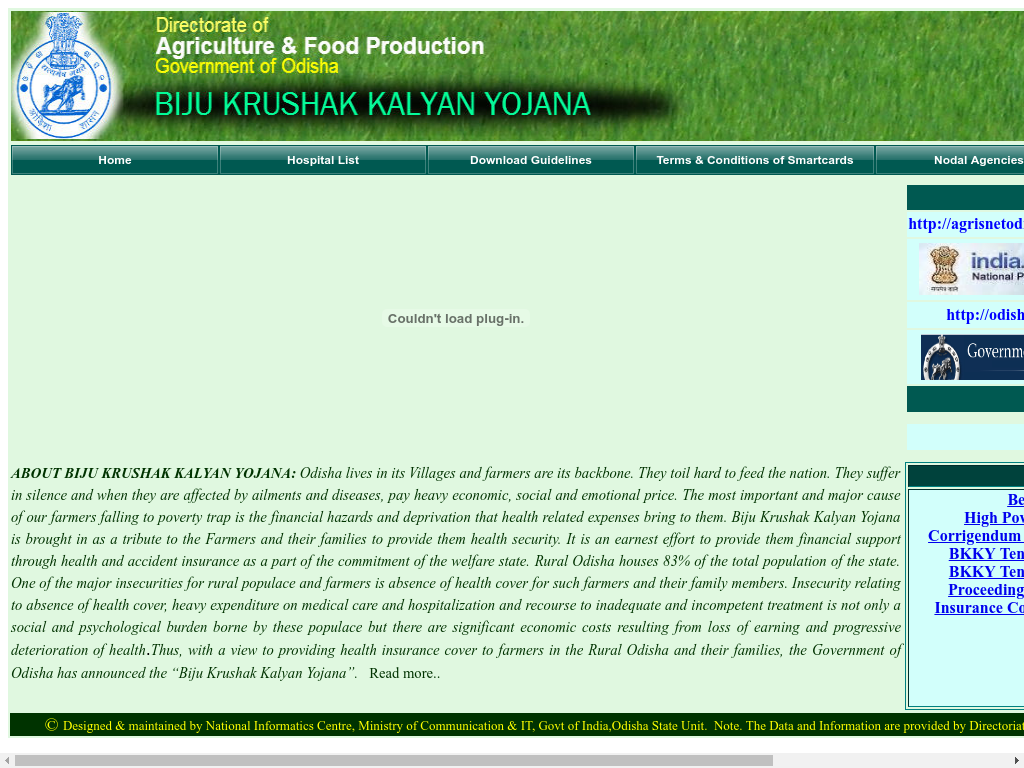 Directorate of
Agriculture & Food Production
Government of Odisha
BIJU KRUSHAK KALYAN YOJANA
Home
Hospital List
Download Guidelines
Terms & Conditions of Smartcards
Nodal Agencies
http://agrisnetod
india.
National P
Couldn't load plug-in.
http://odish
Governm
ABOUT BIJU KRUSHAK KALYAN YOJANA: Odisha lives in its Villages and farmers are its backbone. They toil hard to feed the nation. They suffer
in silence and when they are affected by ailments and diseases, pay heavy economic, social and emotional price. The most important and major cause
of our farmers falling to poverty trap is the financial hazards and deprivation that health related expenses bring to them. Biju Krushak Kalyan Yojana
is brought in as a tribute to the Farmers and their families to provide them health security. It is an earnest effort to provide them financial support
through health and accident insurance as a part of the commitment of the welfare state. Rural Odisha houses 83% of the total population of the state.
One of the major insecurities for rural populace and farmers is absence of health cover for such farmers and their family members. Insecurity relating
to absence of health cover, heavy expenditure on medical care and hospitalization and recourse to inadequate and incompetent treatment is not only a
social and psychological burden borne by these populace but there are significant economic costs resulting from loss of earning and progressive
deterioration of health.Thus, with a view to providing health insurance cover to farmers in the Rural Odisha and their families, the Government of
Odisha has announced the “Biju Krushak Kalyan Yojana”. Read more..
Be
High Pow
Corrigendum
BKKY Ten
BKKY Ten
Proceeding
Insurance Co
© Designed & maintained by National Informatics Centre, Ministry of Communication & IT, Govt of India,Odisha State Unit. Note. The Data and Information are provided by Directoriat